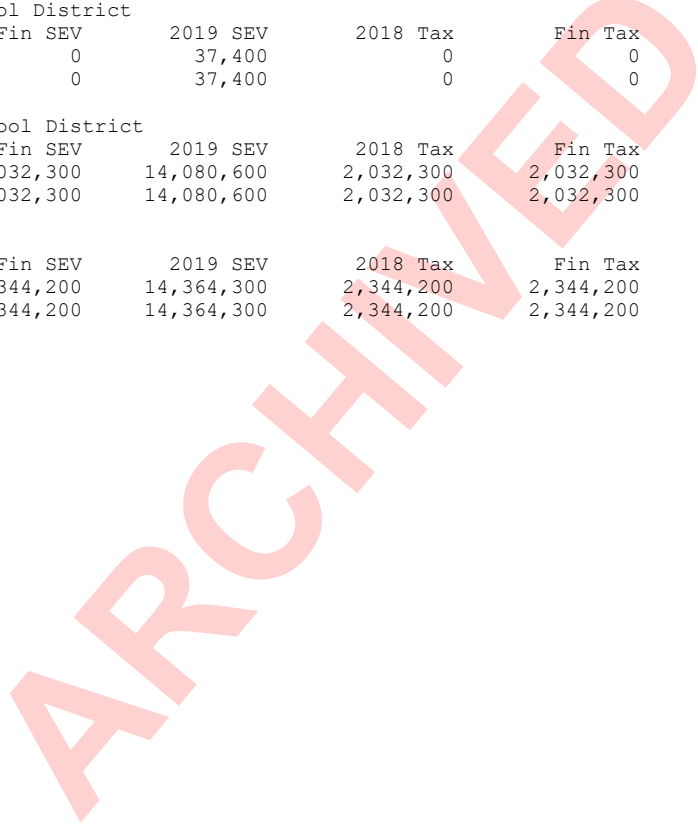 ol District
Fin SEV 2019 SEV 2018 Tax Fin Tax
0 37,400 0 0
0 37,400 0 0
ool District
Fin SEV 2019 SEV 2018 Tax Fin Tax
032,300 14,080,600 2,032,300 2,032,300
032,300 14,080,600 2,032,300 2,032,300
Fin SEV 2019 SEV 2018 Tax Fin Tax
344,200 14,364,300 2,344,200 2,344,200
344,200 14,364,300 2,344,200 2,344,200
ARCHIVED